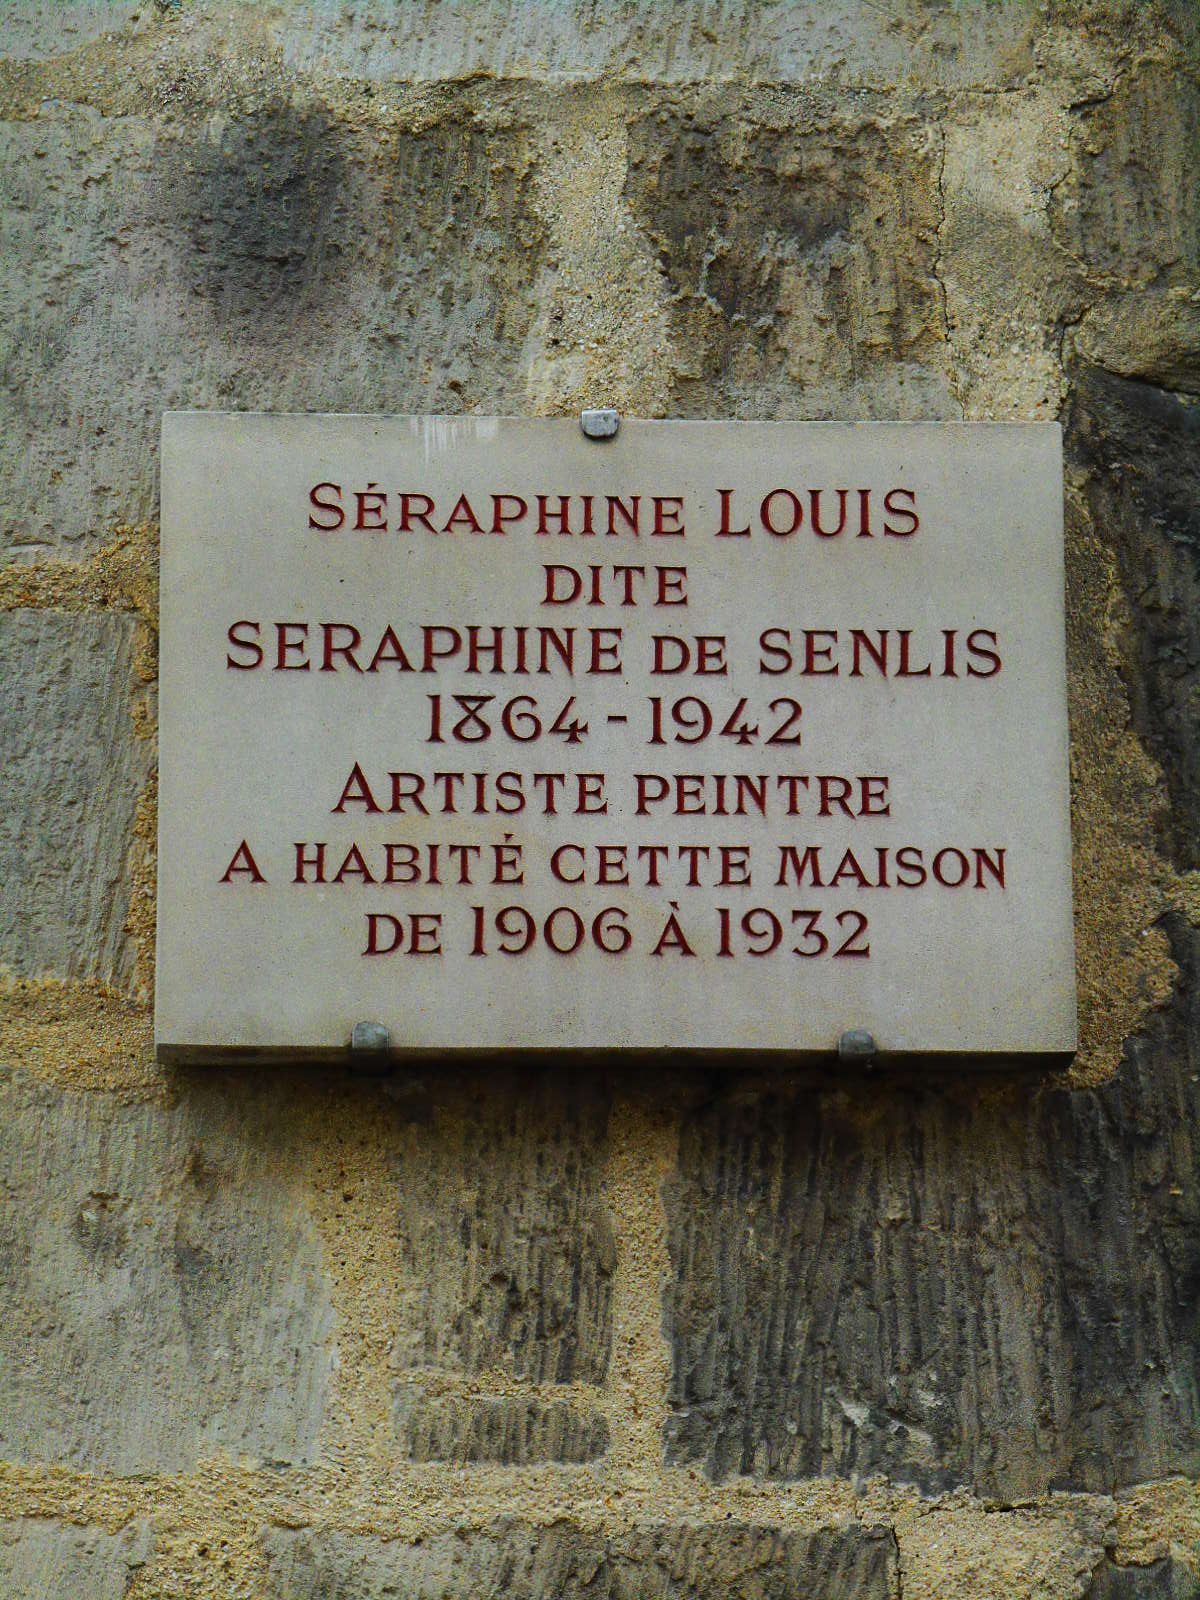 SÉRAPHINE LOUIS
DITE
SERAPHINE DE SENLIS
1864-1942
ARTISTE PEINTRE
A HABITÉ CETTE MAISON
DE 1906 À 1932